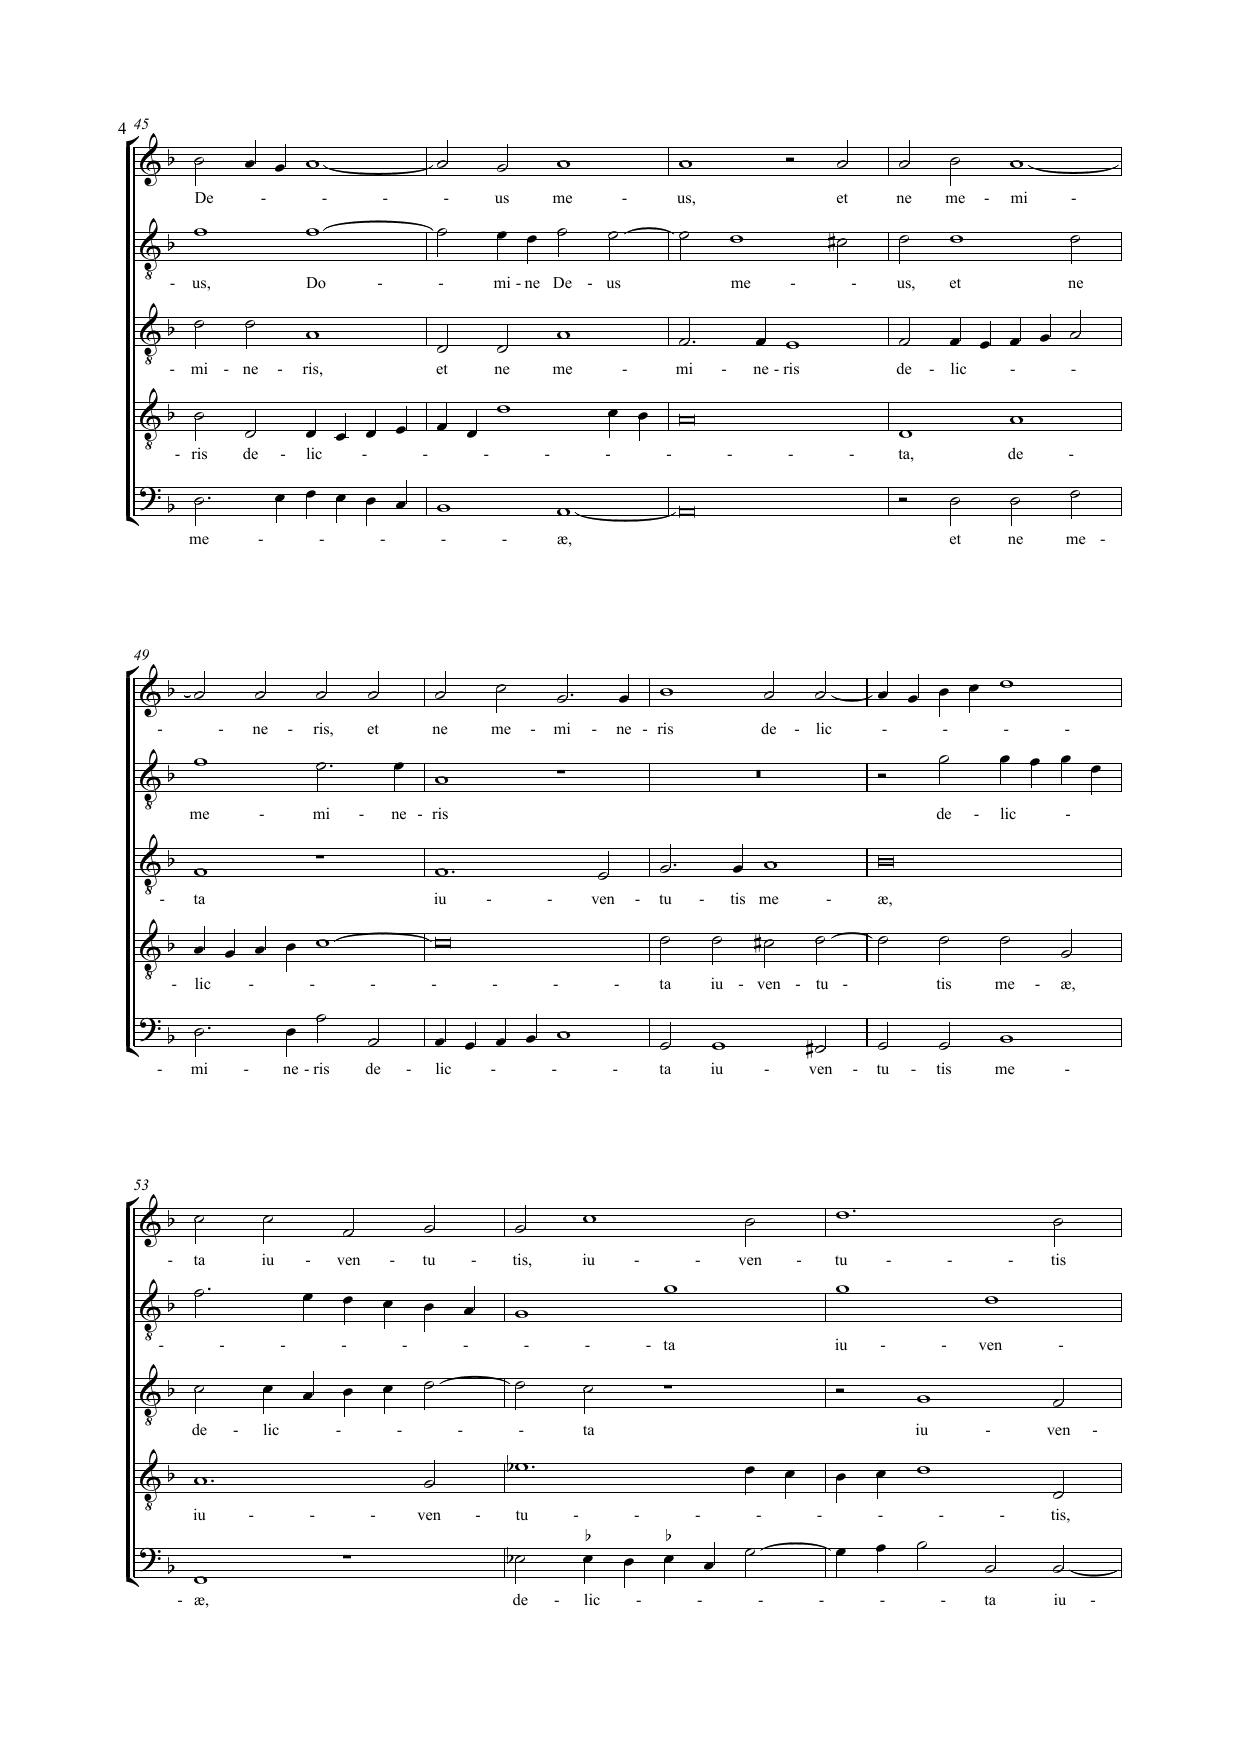 4 45
De - - - - us me - us, et ne me - mi -
- us, Do - - mi - ne De - us me - - us, et ne
- mi - ne - ris, et ne me - mi - ne - ris de - lic - -
- ris de - lic - - - - - - - - - ta, de -
me - - - - - æ, et ne me -
49
- - ne - ris, et ne me - mi - ne - ris de - lic - - - -
me - mi - ne - ris de - lic -
- ta iu - - ven - tu - tis me - æ,
- lic - - - - - - - ta iu - ven - tu - tis me - æ,
- mi - ne - ris de - lic - - - ta iu - ven - tu - tis me -
53
- ta iu - ven - tu - tis, iu - - ven - tu - - - tis
- - - - - - - - - ta iu - - ven -
de - lic - - - - ta iu - ven -
iu - - - ven - tu - - - - - - - - tis,
♭ ♭
- æ, de - lic - - - - - - ta iu -